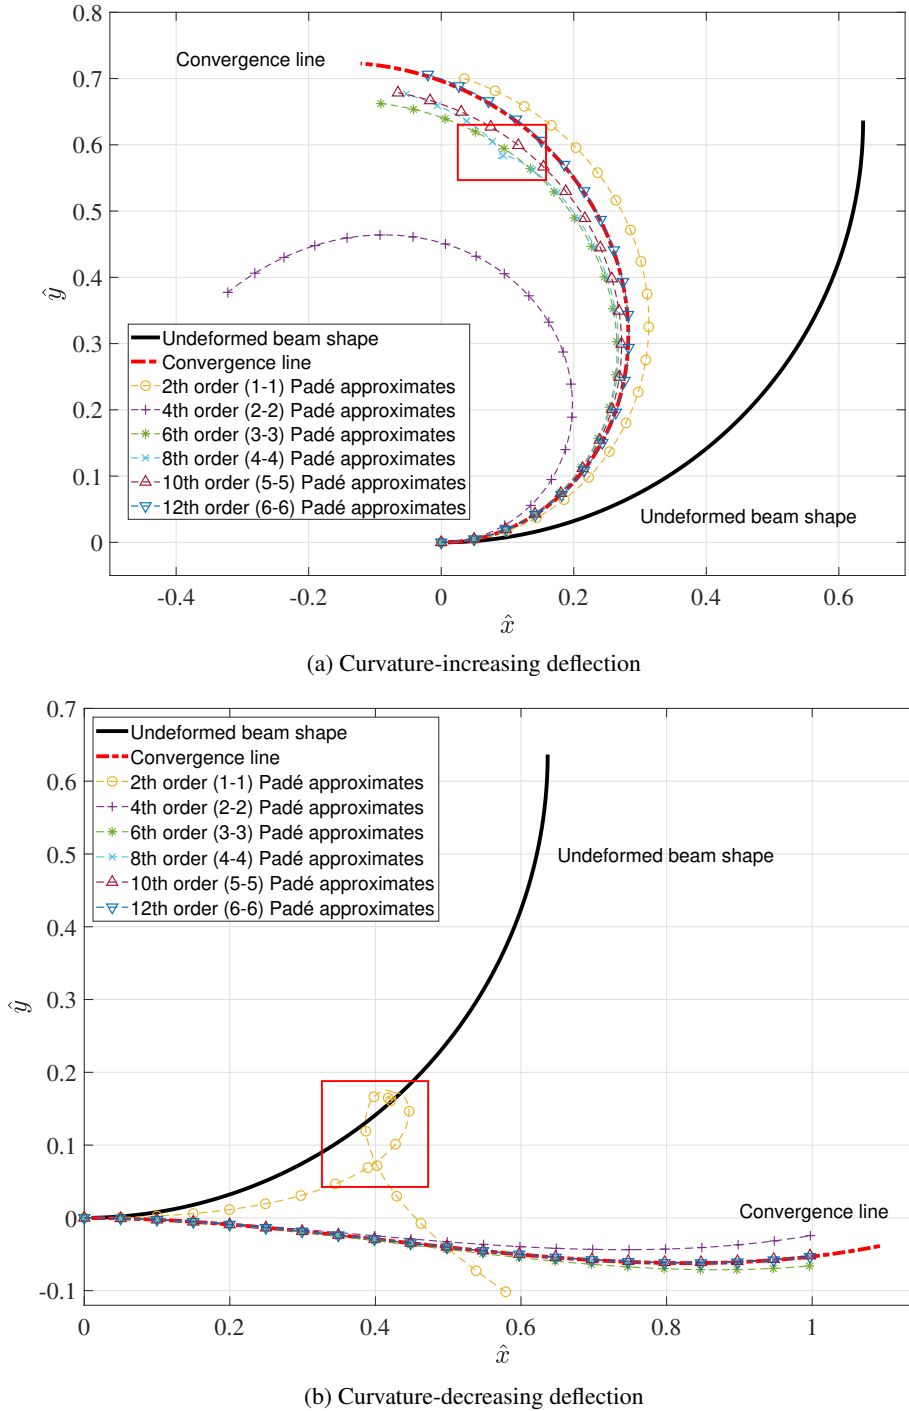 0.8
0.7
0.6
0.5
0.4
0.3
0.2
0.1
0
-0.4
-0.2
0
0.2
0.4
0.6
ŷ
x̂
Convergence line
Undeformed beam shape
Convergence line
2th order (1-1) Padé approximates
4th order (2-2) Padé approximates
6th order (3-3) Padé approximates
8th order (4-4) Padé approximates
10th order (5-5) Padé approximates
12th order (6-6) Padé approximates
Undeformed beam shape
(a) Curvature-increasing deflection
0.7
0.6
0.5
0.4
0.3
0.2
0.1
0
-0.1
0
0.2
0.4
0.6
0.8
1
ŷ
x̂
Undeformed beam shape
Convergence line
2th order (1-1) Padé approximates
4th order (2-2) Padé approximates
6th order (3-3) Padé approximates
8th order (4-4) Padé approximates
10th order (5-5) Padé approximates
12th order (6-6) Padé approximates
Undeformed beam shape
Convergence line
(b) Curvature-decreasing deflection